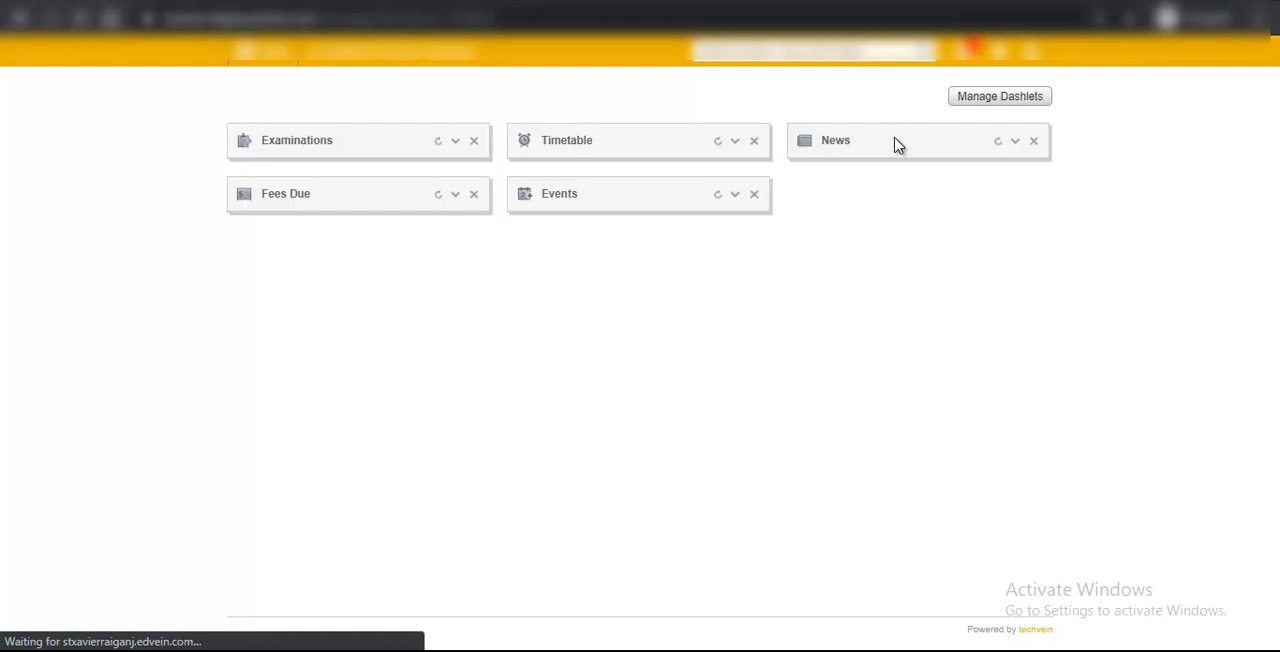 Manage Dashlets
Examinations
Timetable
News
Fees Due
Events
Activate Windows
Go to Settings to activate Windows.
Powered by techvein
Waiting for stxavierraiganj.edvein.com...